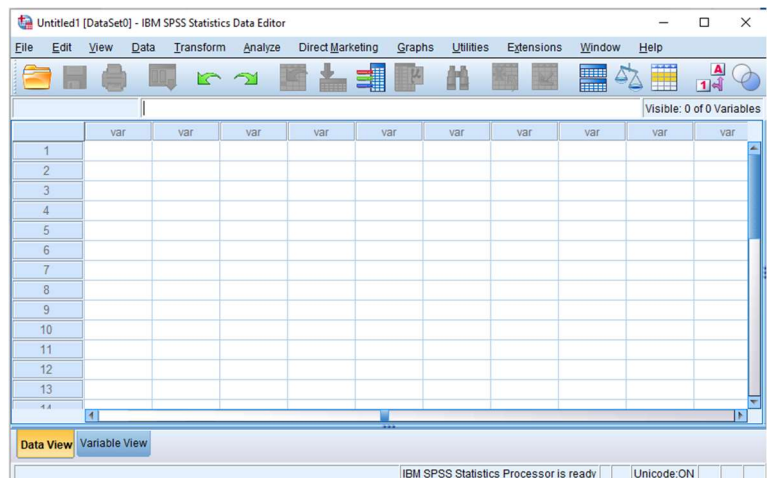 Untitled1 [DataSet0] - IBM SPSS Statistics Data Editor
File Edit View Data Transform Analyze Direct Marketing Graphs Utilities Extensions Window Help
Visible: 0 of 0 Variables
var var var var var var var var var var
1
2
3
4
5
6
7
8
9
10
11
12
13
14
Data View Variable View
IBM SPSS Statistics Processor is ready Unicode:ON